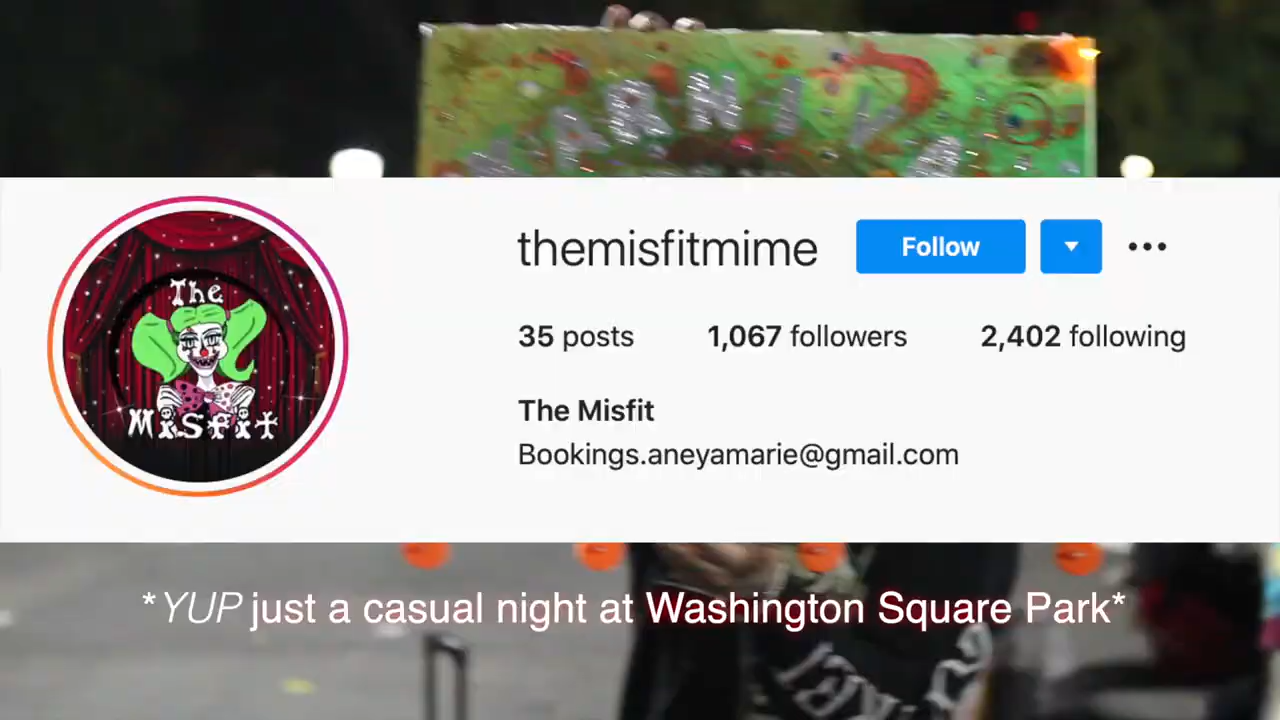 The
Misfit
themisfitmime
Follow
35 posts 1,067 followers 2,402 following
The Misfit
Bookings.aneyamarie@gmail.com
*YUP just a casual night at Washington Square Park*